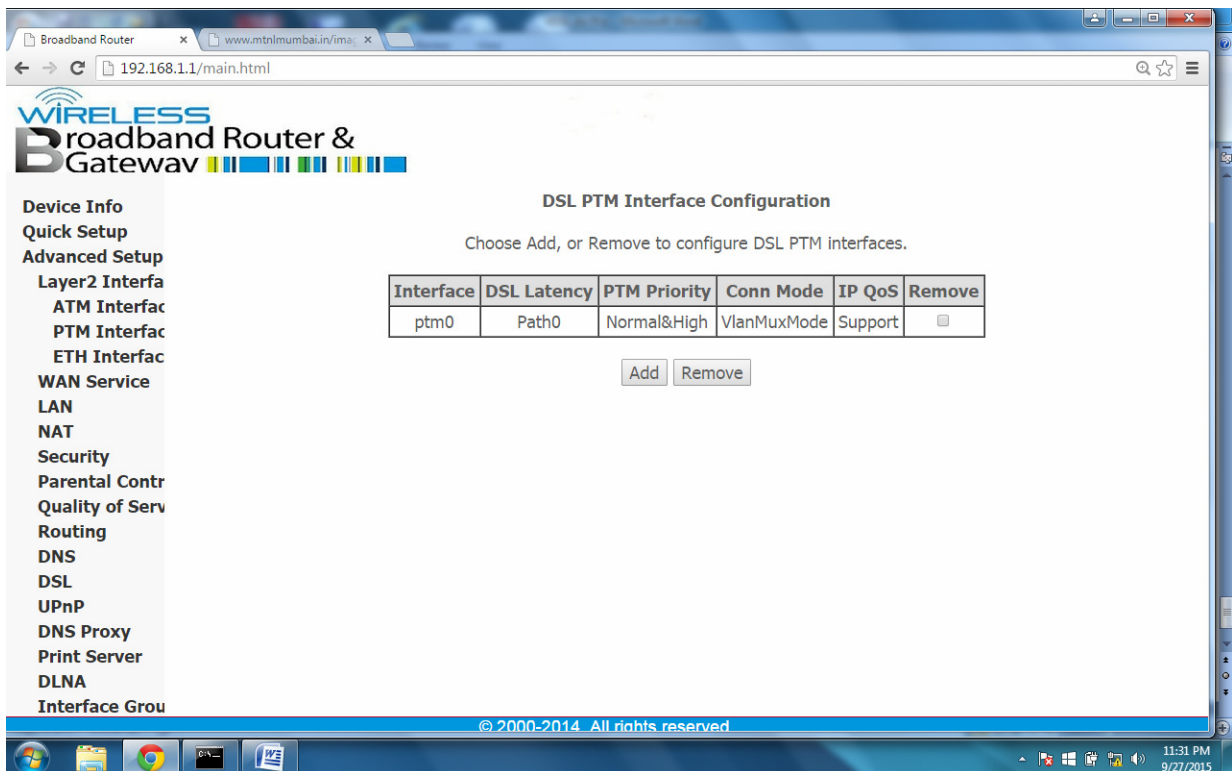 Broadband Router
www.mtnlmumbai.in/imag
192.168.1.1/main.html
WIRELESS
Broadband Router &
Gateway
Device Info
Quick Setup
Advanced Setup
Layer2 Interfa
ATM Interfac
PTM Interfac
ETH Interfac
WAN Service
LAN
NAT
Security
Parental Contr
Quality of Serv
Routing
DNS
DSL
UPnP
DNS Proxy
Print Server
DLNA
Interface Grou
DSL PTM Interface Configuration
Choose Add, or Remove to configure DSL PTM interfaces.
Interface DSL Latency PTM Priority Conn Mode IP QoS Remove
ptm0 Path0 Normal&High VlanMuxMode Support
Add Remove
© 2000-2014 All rights reserved
C:\
W
11:31 PM
9/27/2015